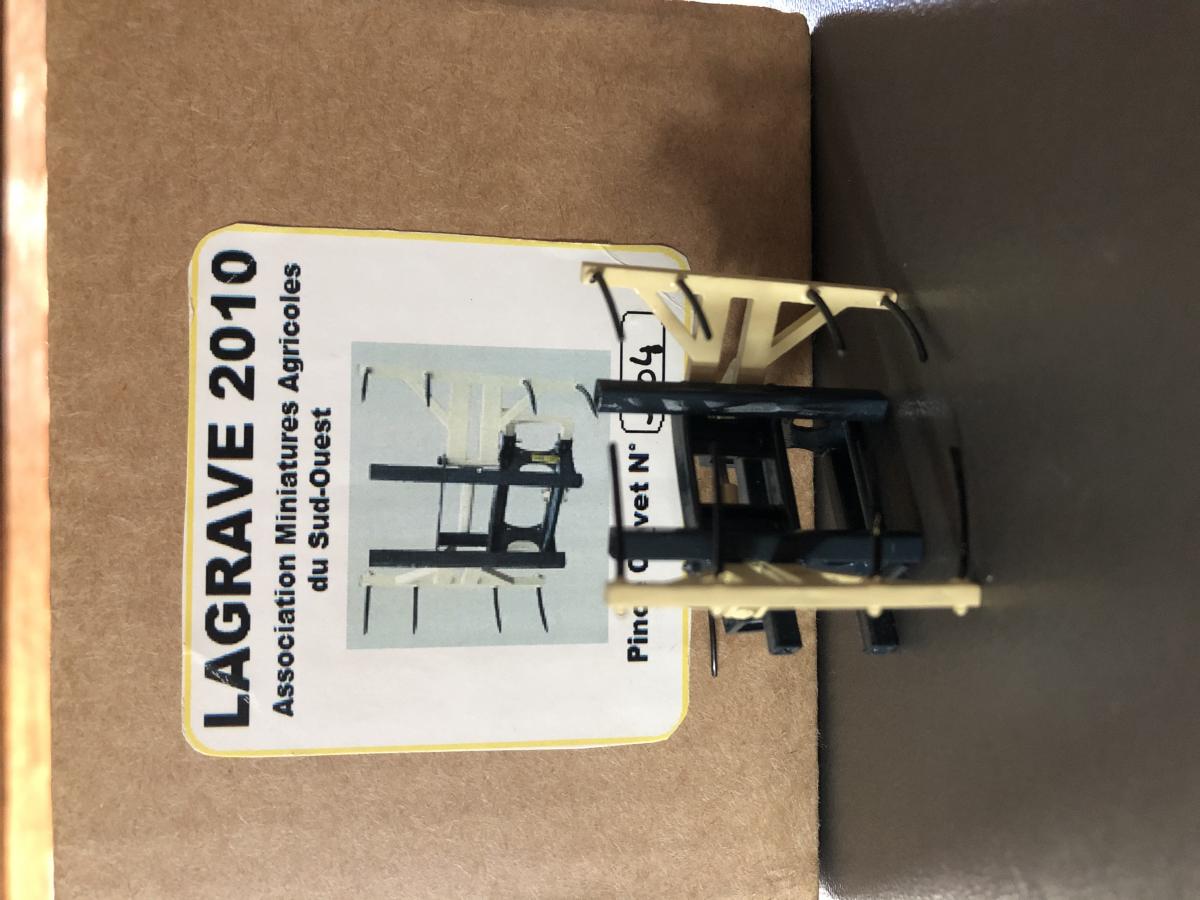 LAGRAVE 2010
Association Miniatures Agricoles
du Sud-Ouest
N°